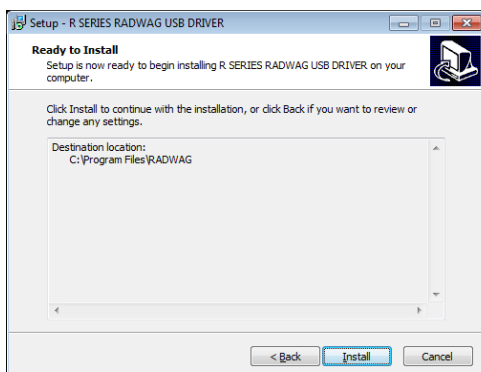 Setup - R SERIES RADWAG USB DRIVER
Ready to Install
Setup is now ready to begin installing R SERIES RADWAG USB DRIVER on your
computer.
Click Install to continue with the installation, or click Back if you want to review or
change any settings.
Destination location:
C:\Program Files\RADWAG
< Back
Install
Cancel